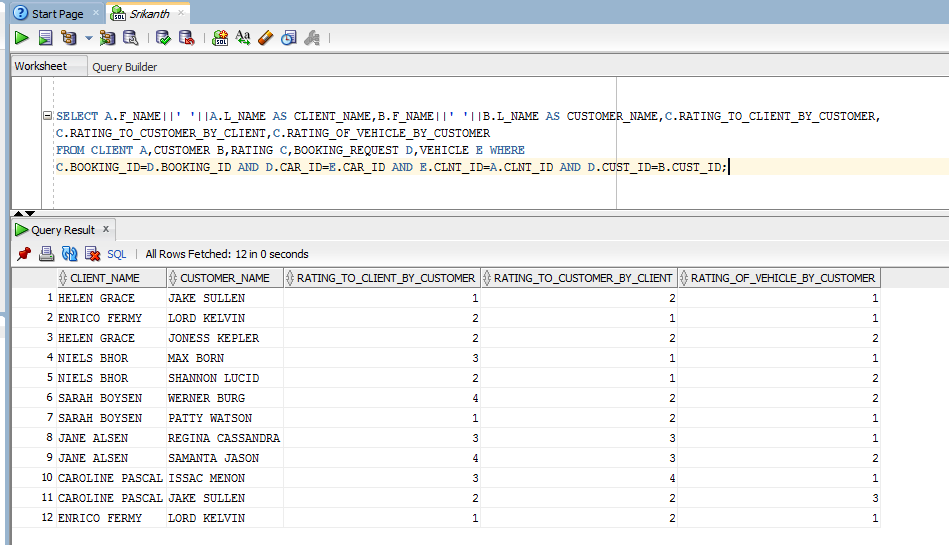 Start Page
Srikanth
Worksheet
Query Builder
SELECT A.F_NAME||' '||A.L_NAME AS CLIENT_NAME,B.F_NAME||' '||B.L_NAME AS CUSTOMER_NAME,C.RATING_TO_CLIENT_BY_CUSTOMER,
C.RATING_TO_CUSTOMER_BY_CLIENT,C.RATING_OF_VEHICLE_BY_CUSTOMER
FROM CLIENT A,CUSTOMER B,RATING C,BOOKING_REQUEST D,VEHICLE E WHERE
C.BOOKING_ID=D.BOOKING_ID AND D.CAR_ID=E.CAR_ID AND E.CLNT_ID=A.CLNT_ID AND D.CUST_ID=B.CUST_ID;
Query Result x
SQL | All Rows Fetched: 12 in 0 seconds
CLIENT_NAME CUSTOMER_NAME RATING_TO_CLIENT_BY_CUSTOMER RATING_TO_CUSTOMER_BY_CLIENT RATING_OF_VEHICLE_BY_CUSTOMER
1 HELEN GRACE JAKE SULLEN 1 2 1
2 ENRICO FERMY LORD KELVIN 2 1 1
3 HELEN GRACE JONESS KEPLER 2 2 2
4 NIELS BHOR MAX BORN 3 1 1
5 NIELS BHOR SHANNON LUCID 2 1 2
6 SARAH BOYSEN WERNER BURG 4 2 2
7 SARAH BOYSEN PATTY WATSON 1 2 1
8 JANE ALSEN REGINA CASSANDRA 3 3 1
9 JANE ALSEN SAMANTA JASON 4 3 2
10 CAROLINE PASCAL ISSAC MENON 3 4 1
11 CAROLINE PASCAL JAKE SULLEN 2 2 3
12 ENRICO FERMY LORD KELVIN 1 2 1